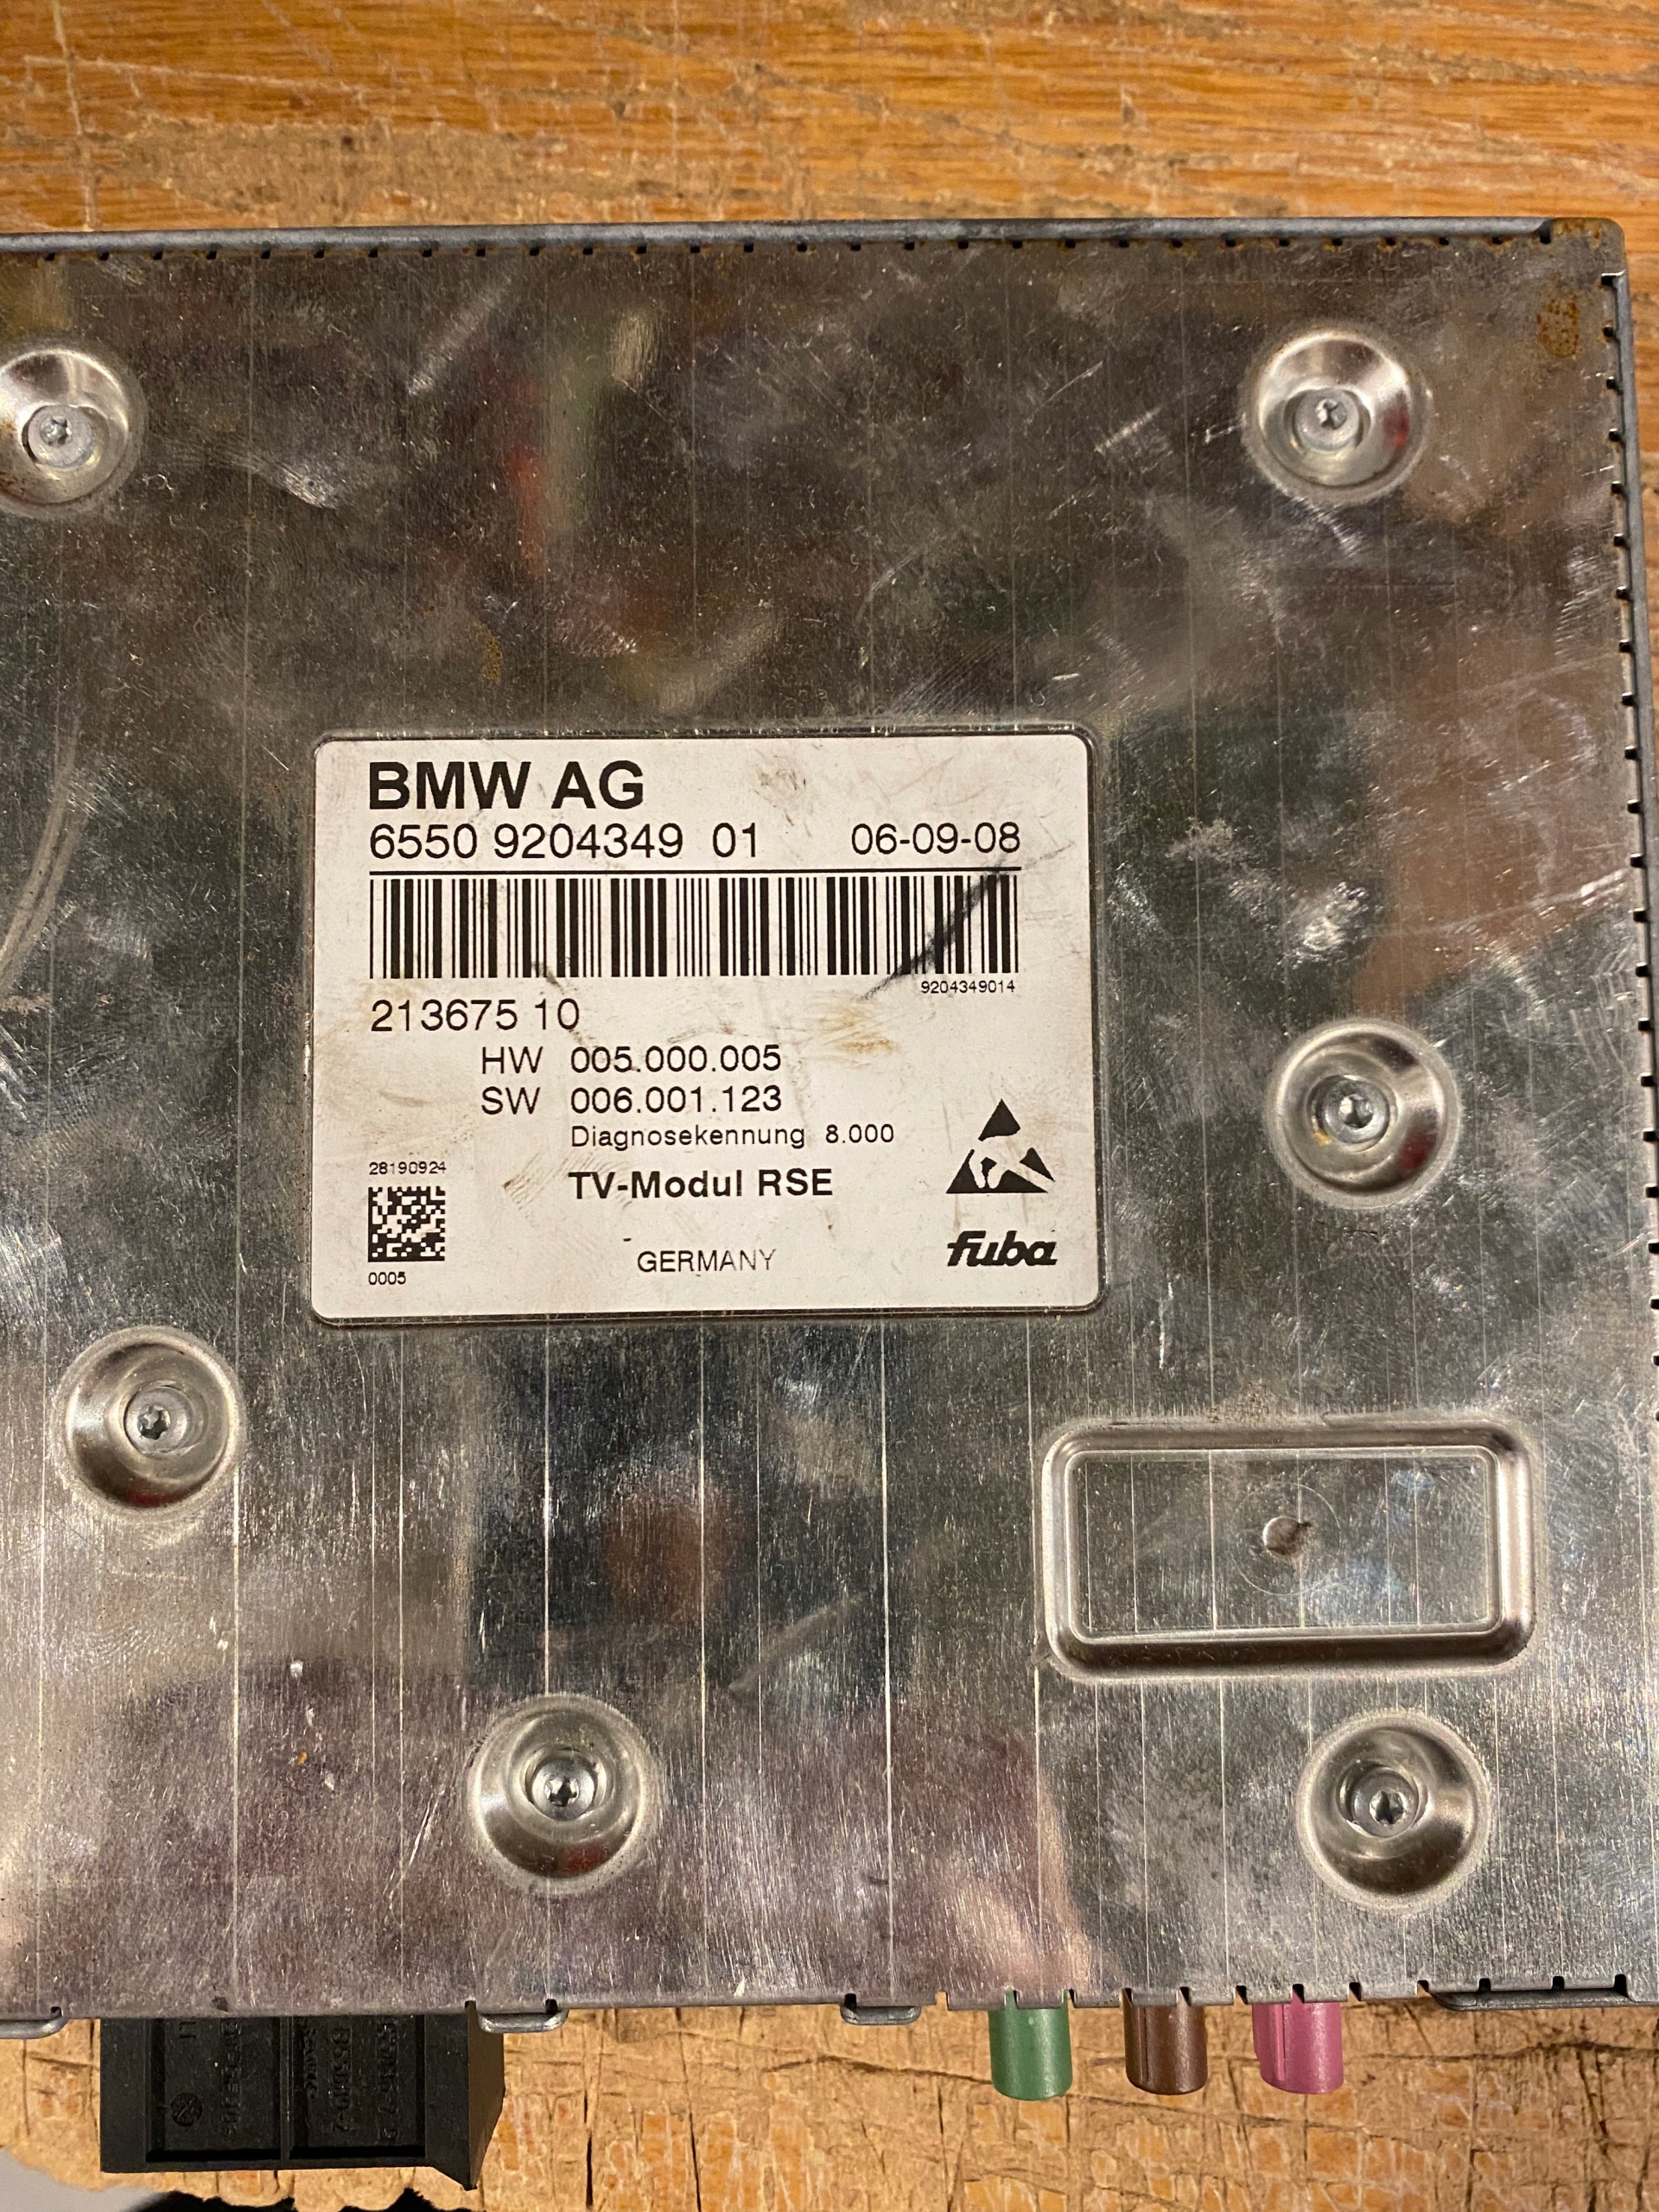 BMW AG
6550 9204349 01 06-09-08
9204349014
213675 10
HW 005.000.005
SW 006.001.123
Diagnosekennung 8.000
28190924
TV-Modul RSE
fuba
GERMANY
0005